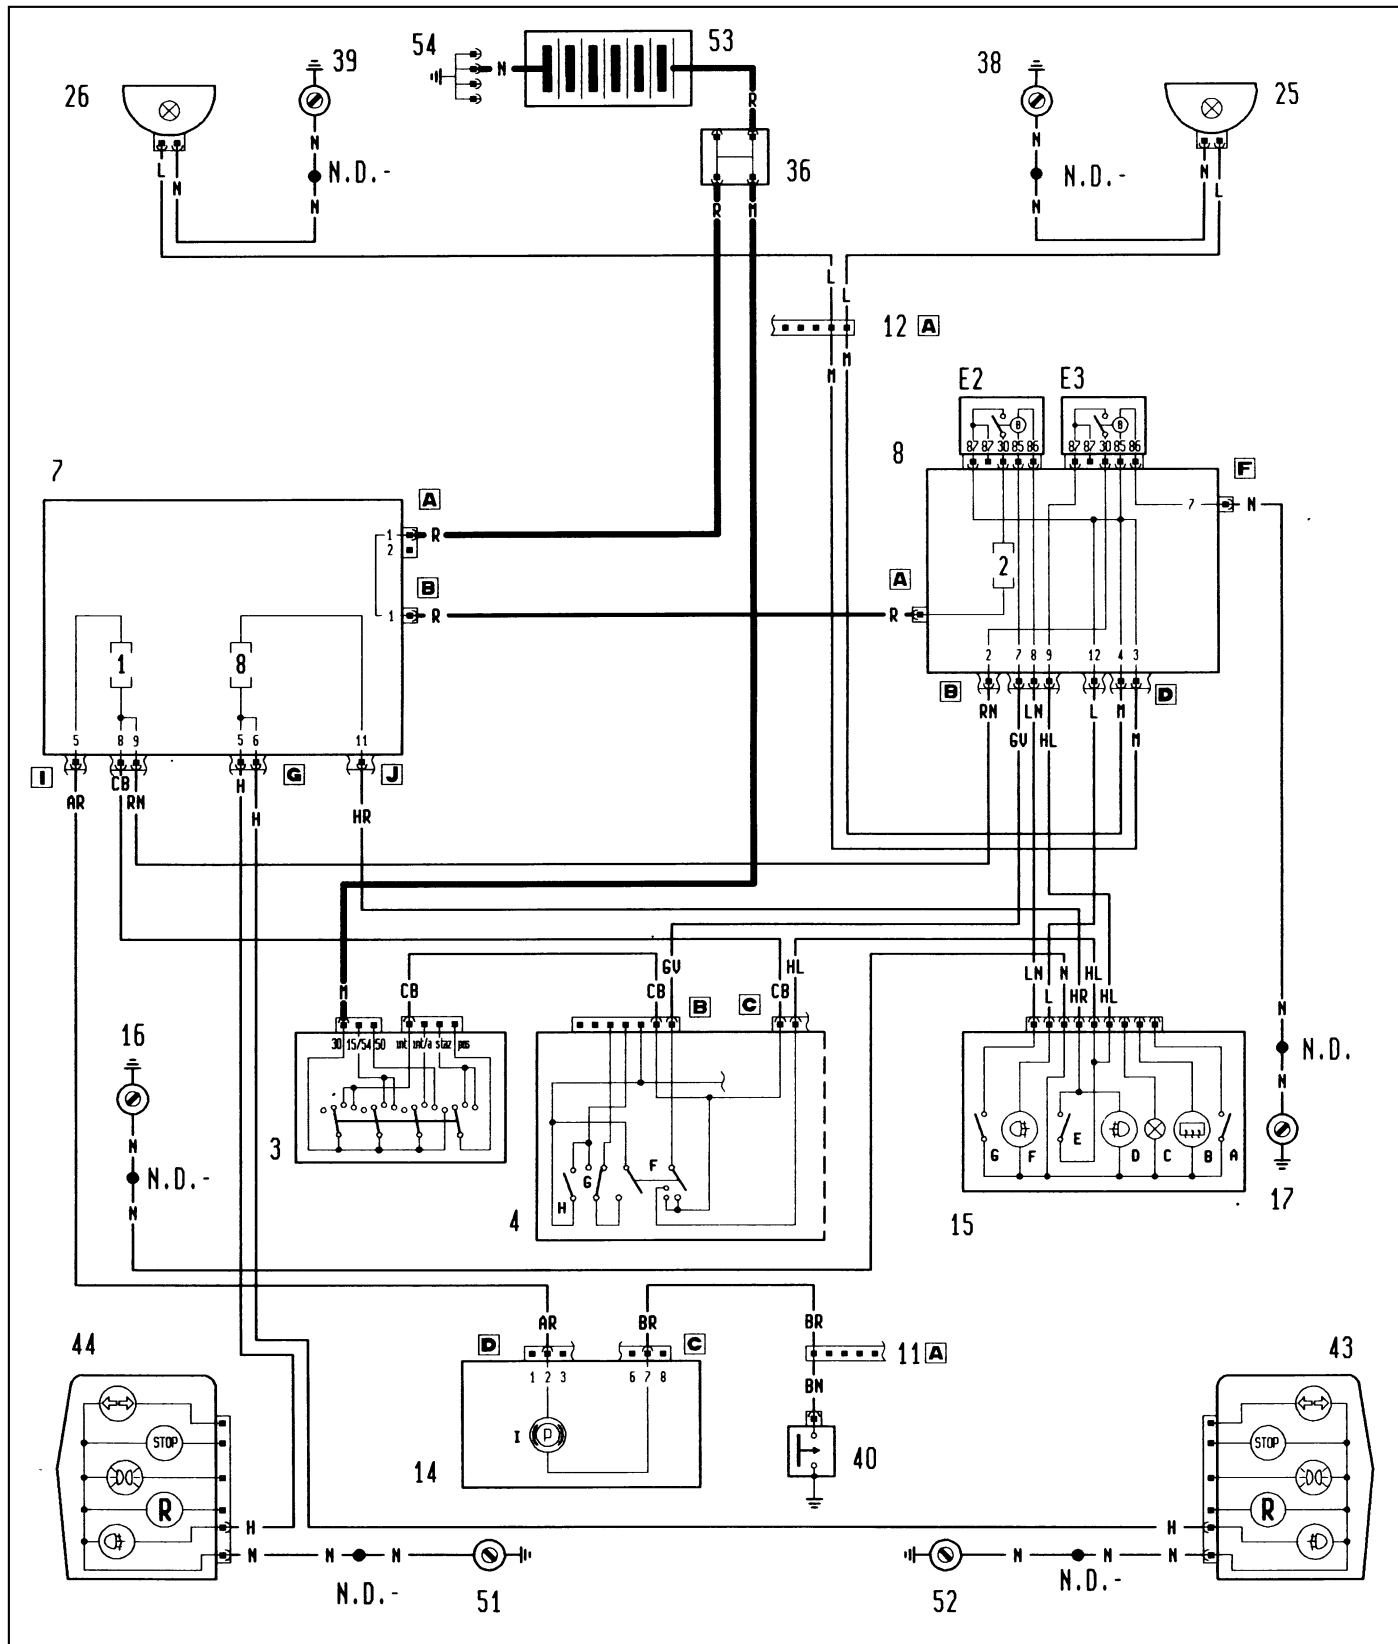 54
53
39
38
26
25
N
R
36
N
N
L
N
N.D.-
N.D.-
N
L
N
N
R
M
L
L
12 A
M
M
E2
E3
B
B
87 87 30 85 86
87 87 30 85 86
8
7
F
7
N
A
1
R
2
B
1
R
A
R
2
1
8
2
7
8
9
12
4
3
5
8
9
5
6
11
B
D
RN
LN
L
M
GV
HL
M
I
G
J
CB
H
AR
RN
H
HR
GV
HL
LN
N
HL
M
CB
CB
B
C
CB
L
HR
HL
N
16
30 15/54 50
int int/a staz pos
N.D.
N
N
3
N
N.D.-
N
F
G
H
4
E
G
F
D
C
B
A
15
17
AR
BR
BR
D
C
11 A
44
43
1 2 3
6 7 8
BN
STOP
STOP
I
P
14
40
R
R
H
H
N
N
N
N
N
N
N.D.-
N.D.-
51
52